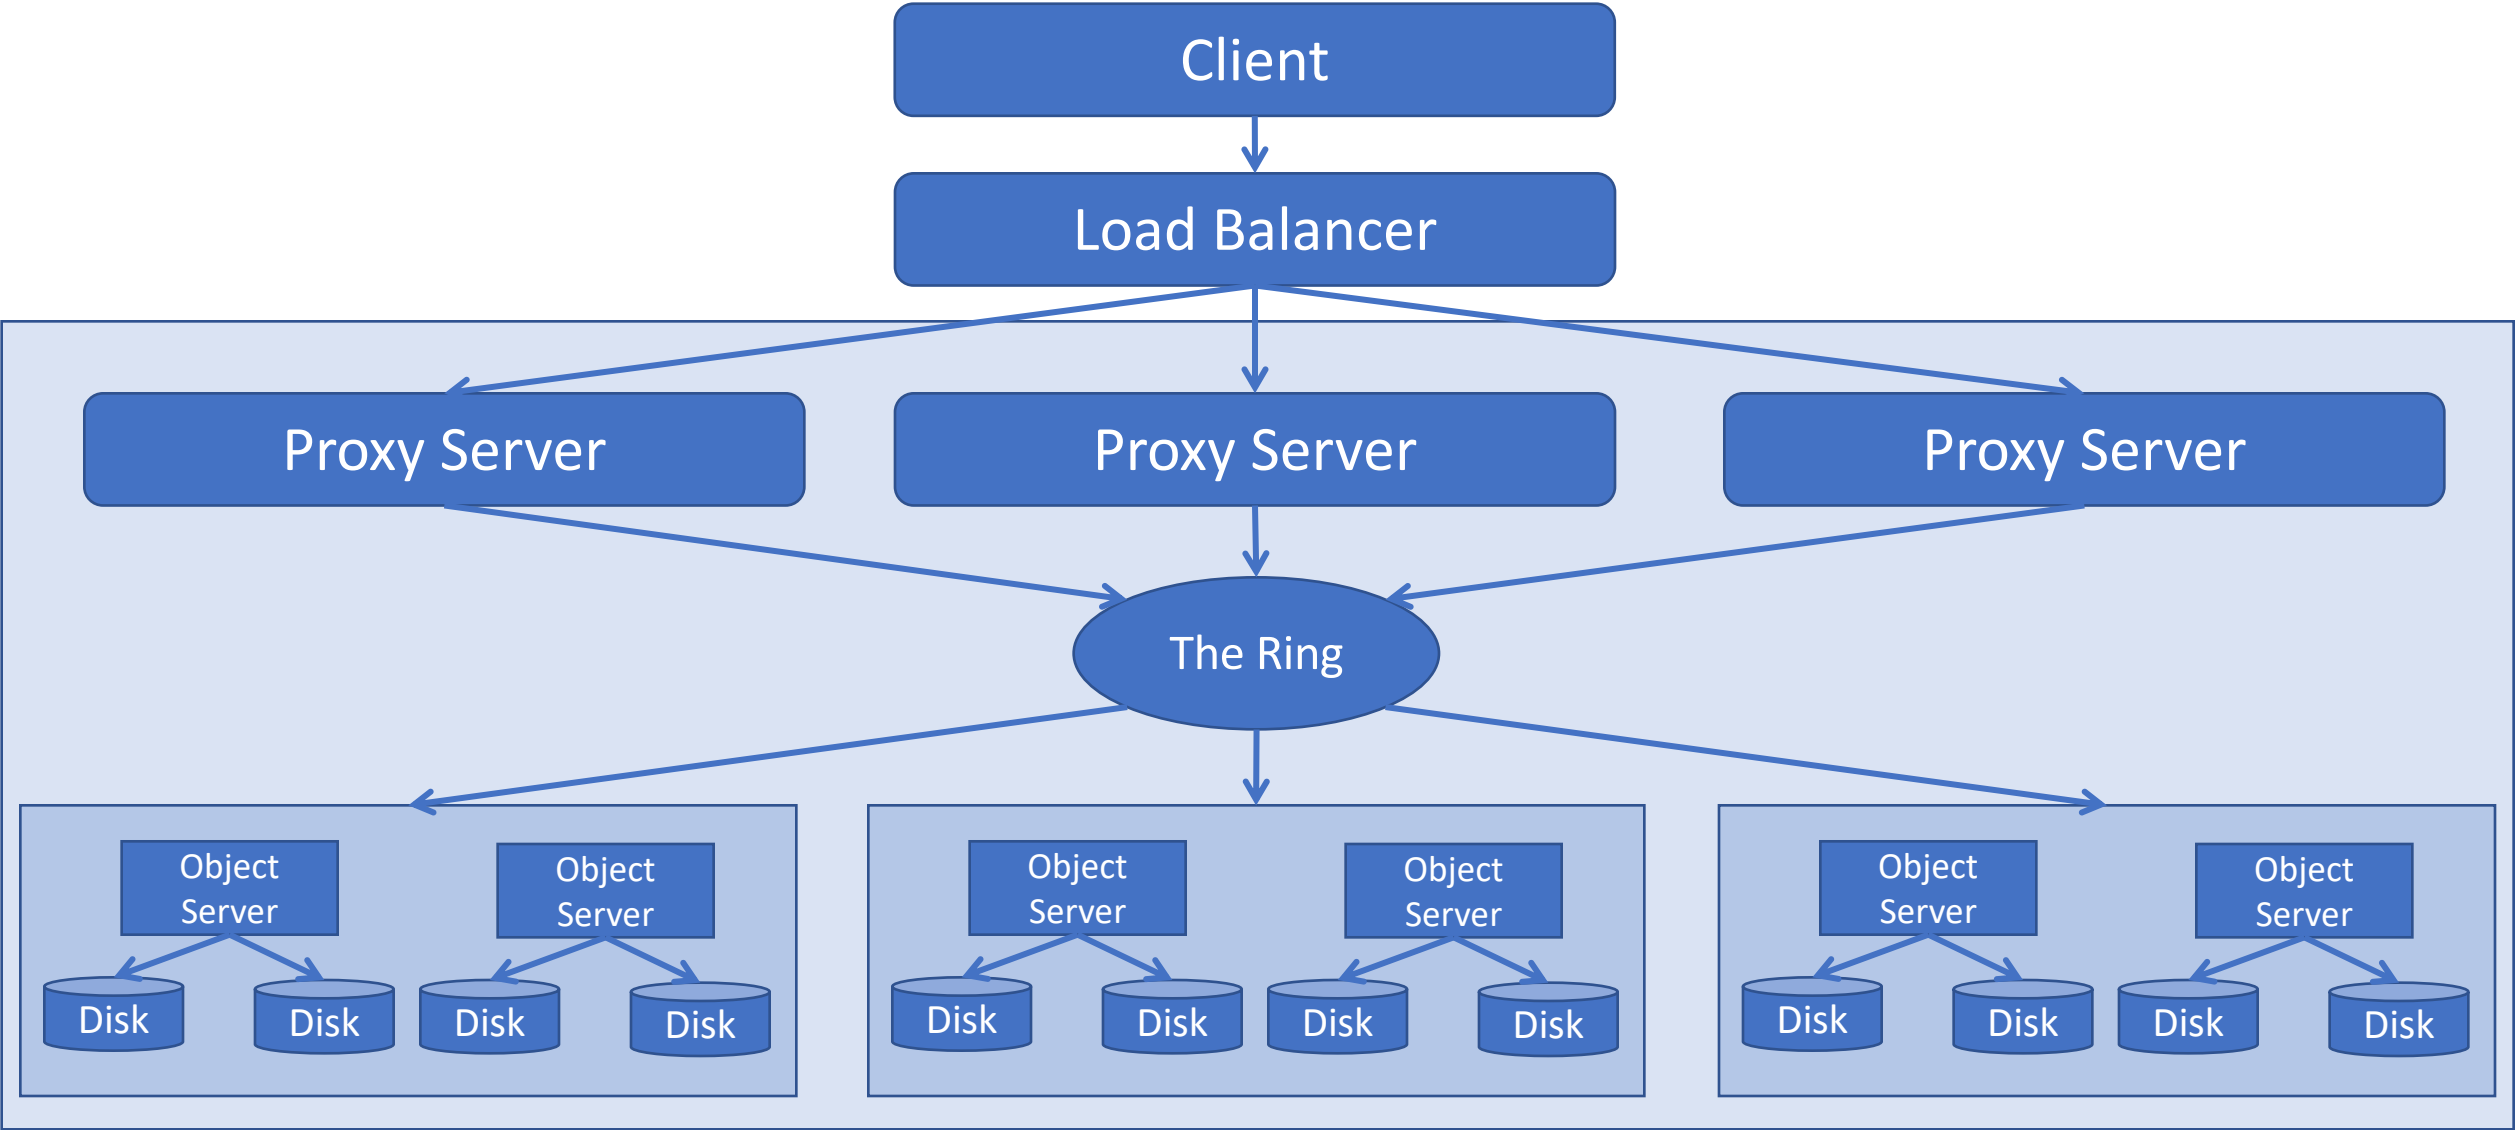 Client
Load Balancer
Proxy Server
Proxy Server
Proxy Server
The Ring
Object
Server
Object
Server
Object
Server
Object
Server
Object
Server
Object
Server
Disk
Disk
Disk
Disk
Disk
Disk
Disk
Disk
Disk
Disk
Disk
Disk